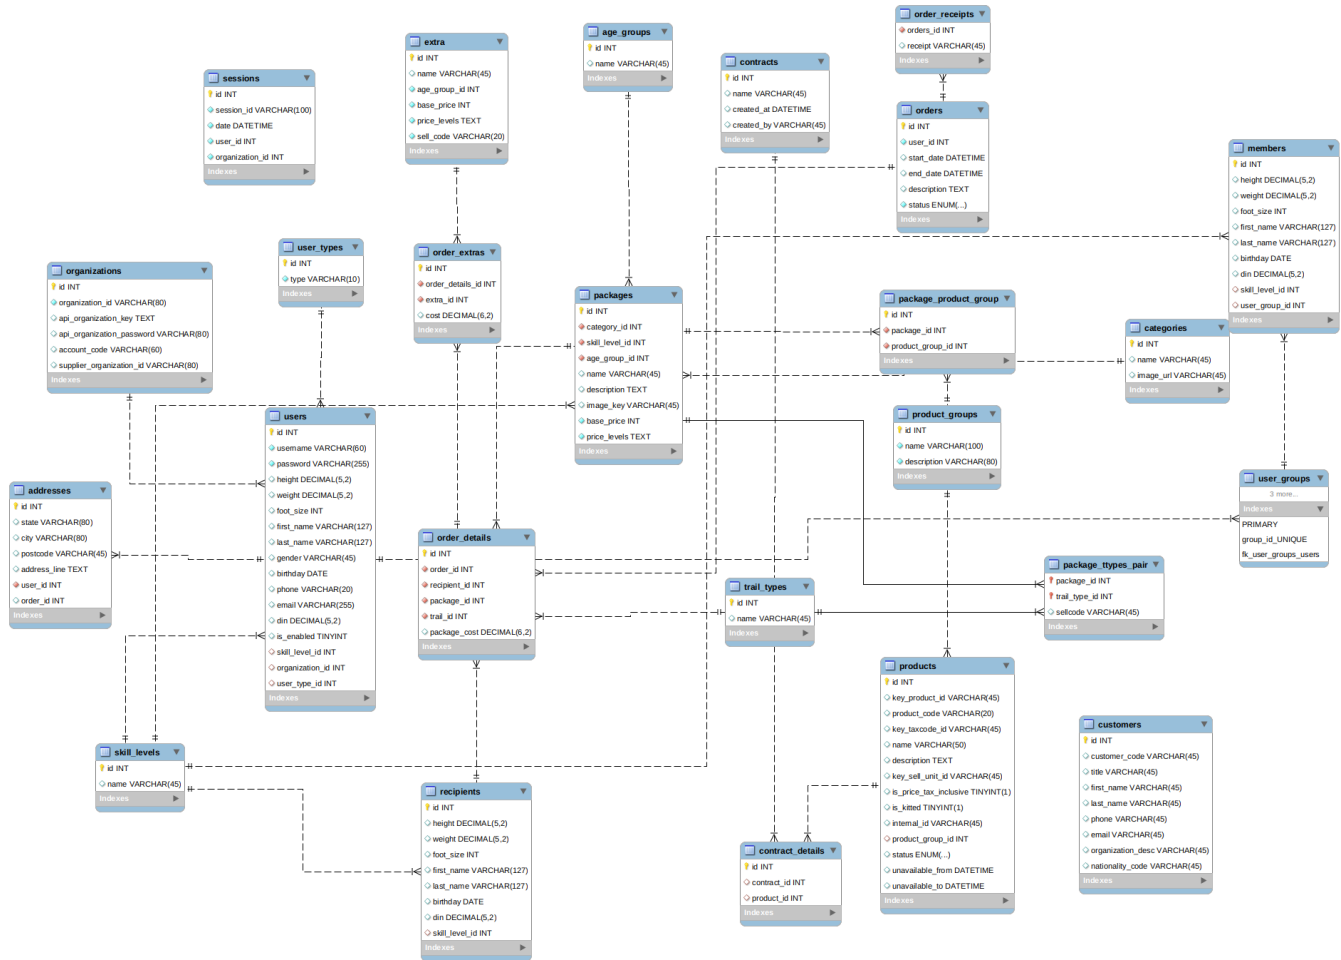 order_receipts
orders_id INT
receipt VARCHAR(45)
Indexes
age_groups
id INT
name VARCHAR(45)
Indexes
extra
id INT
name VARCHAR(45)
age_group_id INT
base_price INT
price_levels TEXT
sell_code VARCHAR(20)
Indexes
contracts
id INT
name VARCHAR(45)
created_at DATETIME
created_by VARCHAR(45)
Indexes
sessions
id INT
session_id VARCHAR(100)
date DATETIME
user_id INT
organization_id INT
Indexes
orders
id INT
user_id INT
start_date DATETIME
end_date DATETIME
description TEXT
status ENUM(...)
Indexes
members
id INT
height DECIMAL(5,2)
weight DECIMAL(5,2)
foot_size INT
first_name VARCHAR(127)
last_name VARCHAR(127)
birthday DATE
din DECIMAL(5,2)
skill_level_id INT
user_group_id INT
Indexes
user_types
id INT
type VARCHAR(10)
Indexes
order_extras
id INT
order_details_id INT
extra_id INT
cost DECIMAL(6,2)
Indexes
organizations
id INT
organization_id VARCHAR(80)
api_organization_key TEXT
api_organization_password VARCHAR(80)
account_code VARCHAR(60)
supplier_organization_id VARCHAR(80)
Indexes
packages
id INT
category_id INT
skill_level_id INT
age_group_id INT
name VARCHAR(45)
description TEXT
image_key VARCHAR(45)
base_price INT
price_levels TEXT
Indexes
package_product_group
id INT
package_id INT
product_group_id INT
Indexes
categories
id INT
name VARCHAR(45)
image_url VARCHAR(45)
Indexes
users
id INT
username VARCHAR(60)
password VARCHAR(255)
height DECIMAL(5,2)
weight DECIMAL(5,2)
foot_size INT
first_name VARCHAR(127)
last_name VARCHAR(127)
gender VARCHAR(45)
birthday DATE
phone VARCHAR(20)
email VARCHAR(255)
din DECIMAL(5,2)
is_enabled TINYINT
skill_level_id INT
organization_id INT
user_type_id INT
Indexes
product_groups
id INT
name VARCHAR(100)
description VARCHAR(80)
Indexes
user_groups
3 more...
Indexes
PRIMARY
group_id_UNIQUE
fk_user_groups_users
addresses
id INT
state VARCHAR(80)
city VARCHAR(80)
postcode VARCHAR(45)
address_line TEXT
user_id INT
order_id INT
Indexes
order_details
id INT
order_id INT
recipient_id INT
package_id INT
trail_id INT
package_cost DECIMAL(6,2)
Indexes
package_ttypes_pair
package_id INT
trail_type_id INT
sellcode VARCHAR(45)
Indexes
trail_types
id INT
name VARCHAR(45)
Indexes
products
id INT
key_product_id VARCHAR(45)
product_code VARCHAR(20)
key_taxcode_id VARCHAR(45)
name VARCHAR(50)
description TEXT
key_sell_unit_id VARCHAR(45)
is_price_tax_inclusive TINYINT(1)
is_kitted TINYINT(1)
internal_id VARCHAR(45)
product_group_id INT
status ENUM(...)
unavailable_from DATETIME
unavailable_to DATETIME
Indexes
customers
id INT
customer_code VARCHAR(45)
title VARCHAR(45)
first_name VARCHAR(45)
last_name VARCHAR(45)
phone VARCHAR(45)
email VARCHAR(45)
organization_desc VARCHAR(45)
nationality_code VARCHAR(45)
Indexes
skill_levels
id INT
name VARCHAR(45)
Indexes
recipients
id INT
height DECIMAL(5,2)
weight DECIMAL(5,2)
foot_size INT
first_name VARCHAR(127)
last_name VARCHAR(127)
birthday DATE
din DECIMAL(5,2)
skill_level_id INT
Indexes
contract_details
id INT
contract_id INT
product_id INT
Indexes